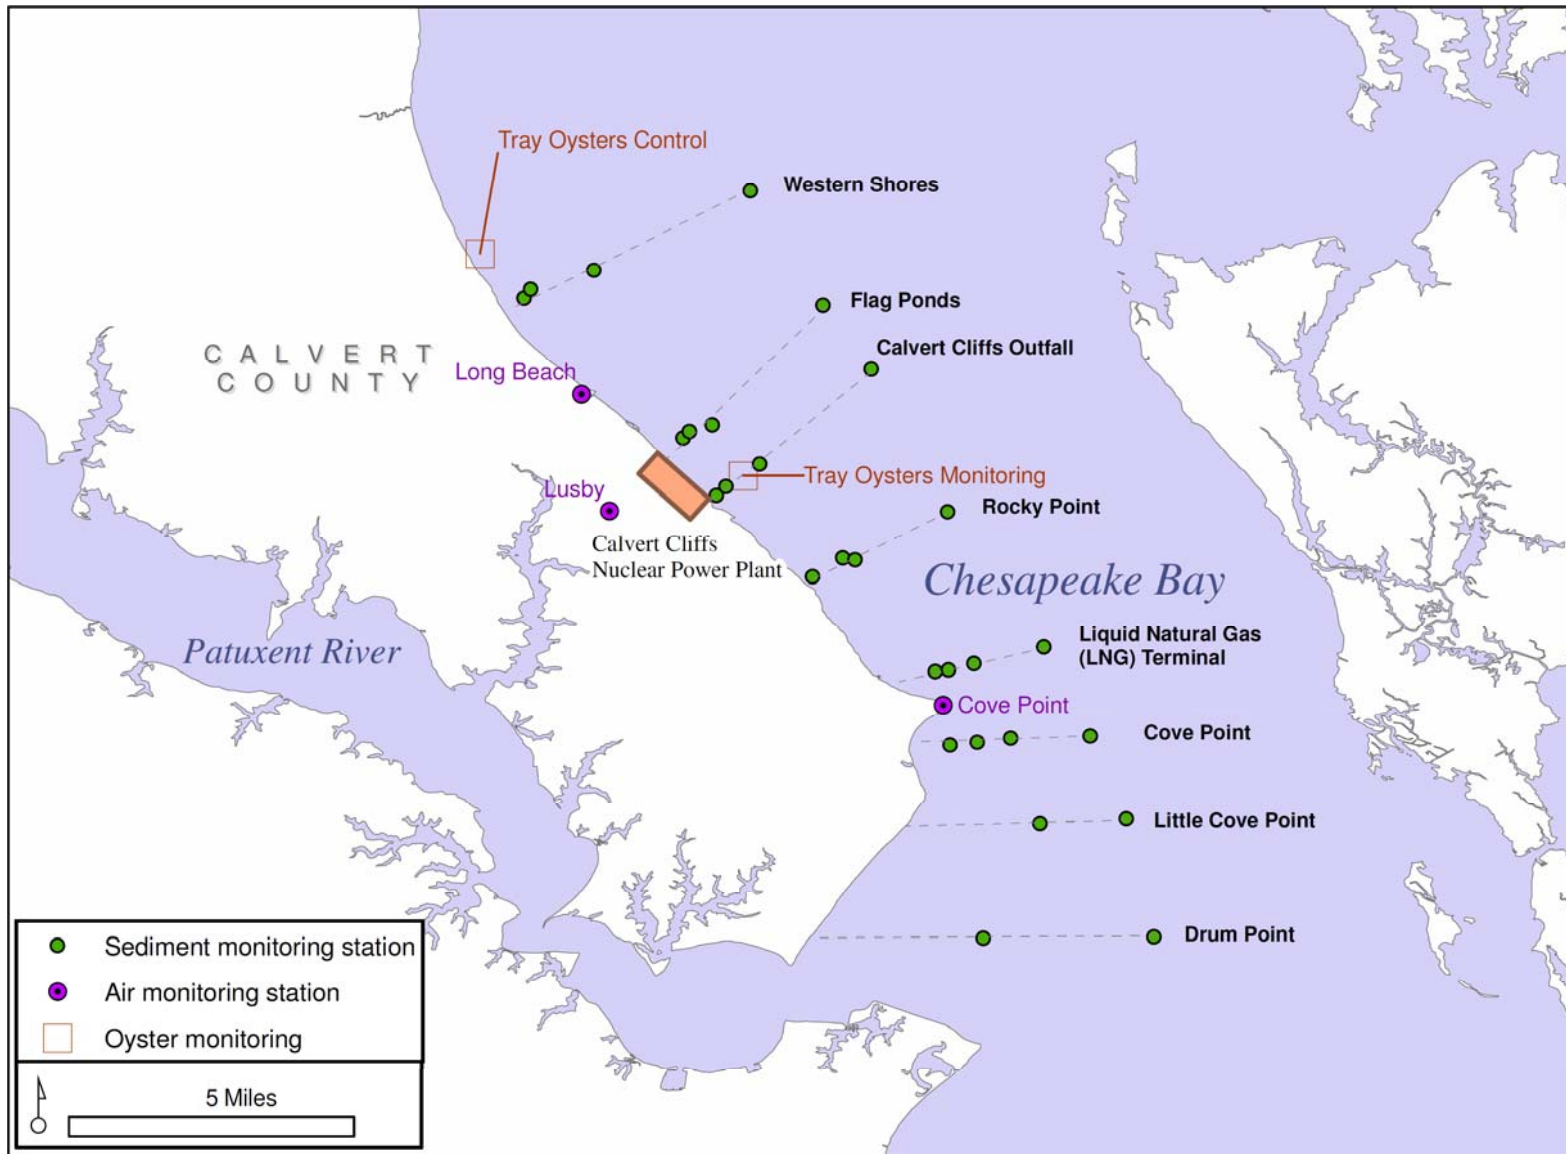 Tray Oysters Control
Western Shores
Flag Ponds
Calvert Cliffs Outfall
CALVERT
COUNTY
Long Beach
Tray Oysters Monitoring
Lusby
Rocky Point
Calvert Cliffs
Nuclear Power Plant
Chesapeake Bay
Patuxent River
Liquid Natural Gas
(LNG) Terminal
Cove Point
Cove Point
Little Cove Point
Drum Point
Sediment monitoring station
Air monitoring station
Oyster monitoring
5 Miles